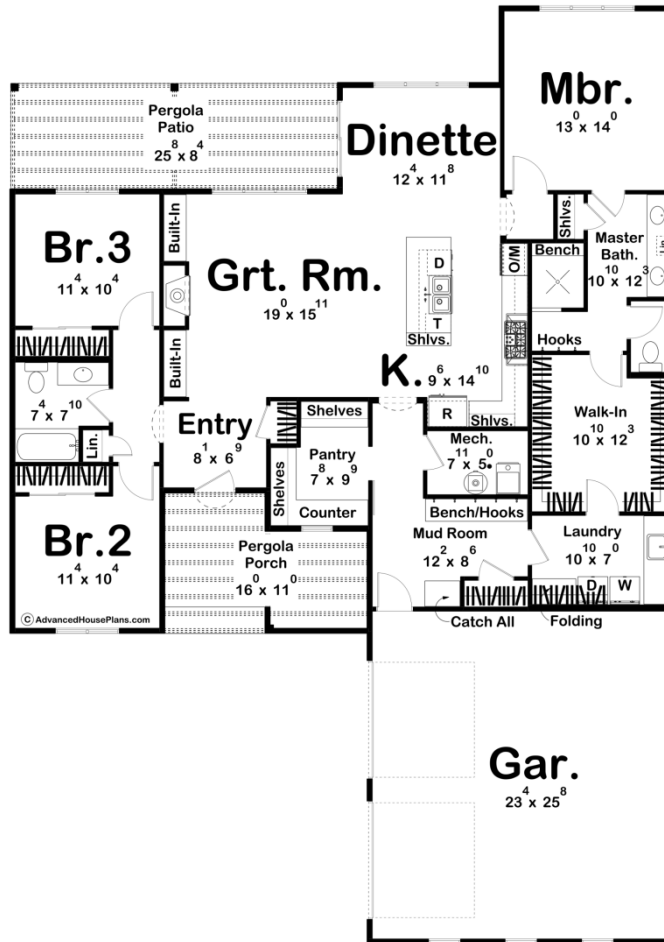 Mbr.
13⁰ x 14⁰
Pergola
Patio
25⁸ x 8⁴
Dinette
12⁴ x 11⁸
Built-In
Shlvs.
Br.3
11⁴ x 10⁴
Master
Bath.
10¹⁰ x 12³
Bench
O/M
Grt. Rm.
19⁰ x 15¹¹
D
T
Shlvs.
Hooks
Built-In
K.
9⁶ x 14¹⁰
R
Shlvs.
7⁴ x 7¹⁰
Lin.
Entry
8¹ x 6⁹
Shelves
Pantry
7⁸ x 9⁹
Shelves
Counter
Mech.
7¹¹ x 5⁰
Walk-In
10¹⁰ x 12³
Bench/Hooks
Mud Room
12² x 8⁶
Laundry
10¹⁰ x 7⁰
D
W
Br.2
11⁴ x 10⁴
Pergola
Porch
16⁰ x 11⁰
© AdvancedHousePlans.com
Catch All
Folding
Gar.
23⁴ x 25⁸